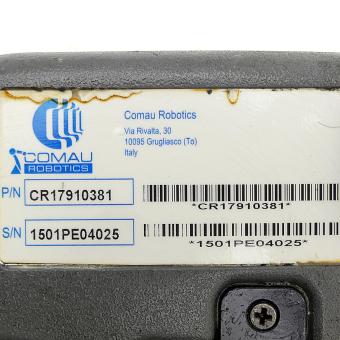 Comau Robotics
Via Rivalta, 30
10095 Grugliasco (To)
Italy
COMAU
ROBOTICS
P/N CR17910381
*CR17910381*
S/N 1501PE04025
*1501PE04025*